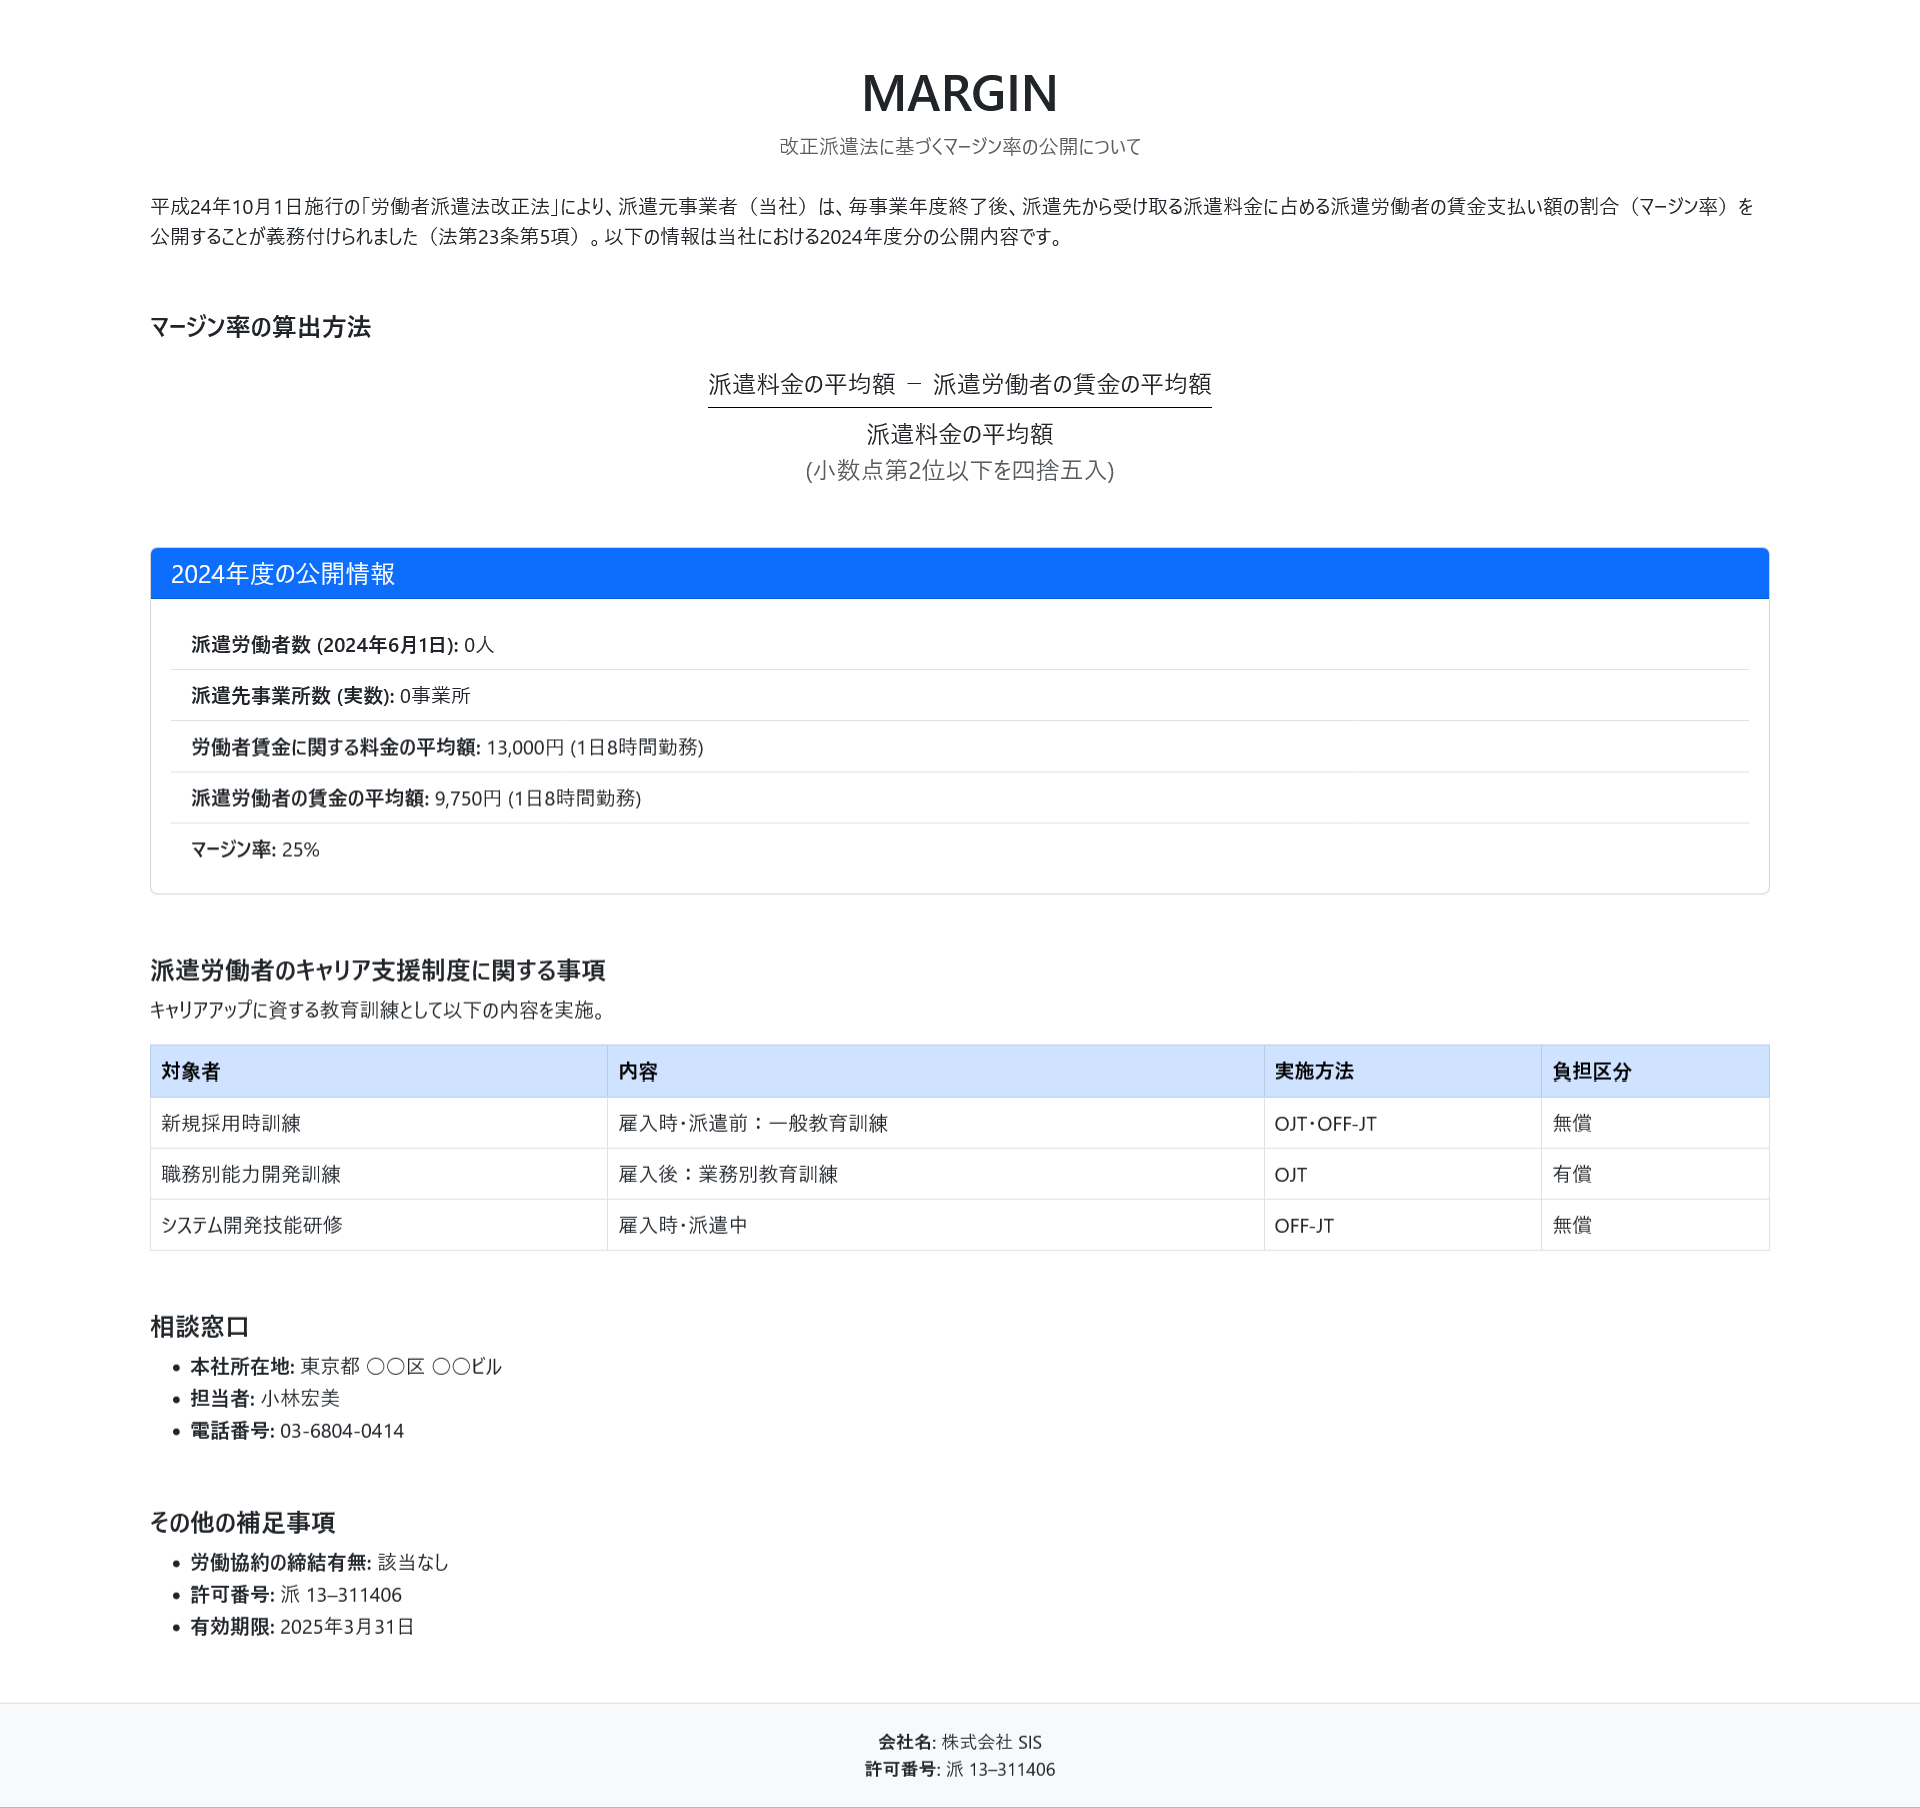 MARGIN
改正派遣法に基づくマージン率の公開について
平成24年10月1日施行の「労働者派遣法改正法」により、派遣元事業者（当社）は、毎事業年度終了後、派遣先から受け取る派遣料金に占める派遣労働者の賃金支払い額の割合（マージン率）を
公開することが義務付けられました（法第23条第5項）。以下の情報は当社における2024年度分の公開内容です。
マージン率の算出方法
派遣料金の平均額 － 派遣労働者の賃金の平均額
派遣料金の平均額
(小数点第2位以下を四捨五入)
2024年度の公開情報
派遣労働者数 (2024年6月1日): 0人
派遣先事業所数 (実数): 0事業所
労働者賃金に関する料金の平均額: 13,000円 (1日8時間勤務)
派遣労働者の賃金の平均額: 9,750円 (1日8時間勤務)
マージン率: 25%
派遣労働者のキャリア支援制度に関する事項
キャリアアップに資する教育訓練として以下の内容を実施。
対象者 内容 実施方法 負担区分
新規採用時訓練 雇入時・派遣前：一般教育訓練 OJT・OFF-JT 無償
職務別能力開発訓練 雇入後：業務別教育訓練 OJT 有償
システム開発技能研修 雇入時・派遣中 OFF-JT 無償
相談窓口
• 本社所在地: 東京都 〇〇区 〇〇ビル
• 担当者: 小林宏美
• 電話番号: 03-6804-0414
その他の補足事項
• 労働協約の締結有無: 該当なし
• 許可番号: 派 13–311406
• 有効期限: 2025年3月31日
会社名: 株式会社 SIS
許可番号: 派 13–311406